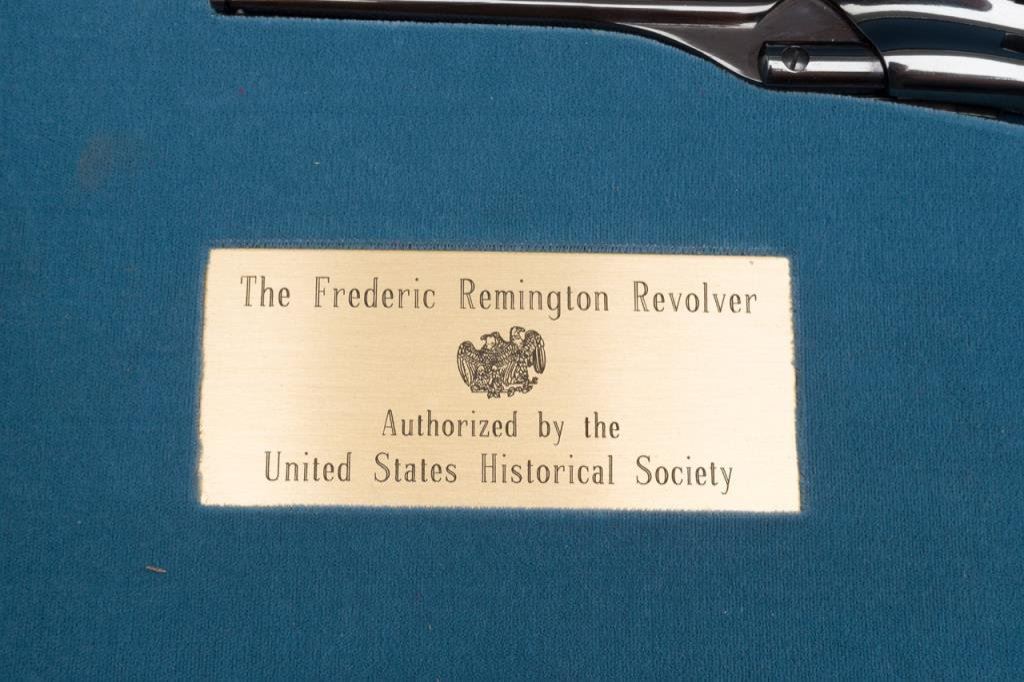 The Frederic Remington Revolver
Authorized by the
United States Historical Society